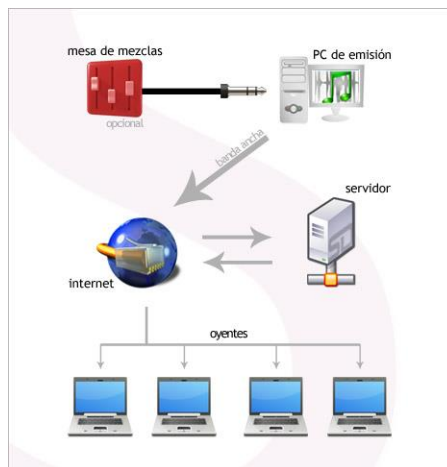 mesa de mezclas
PC de emisión
opcional
banda ancha
servidor
internet
oyentes